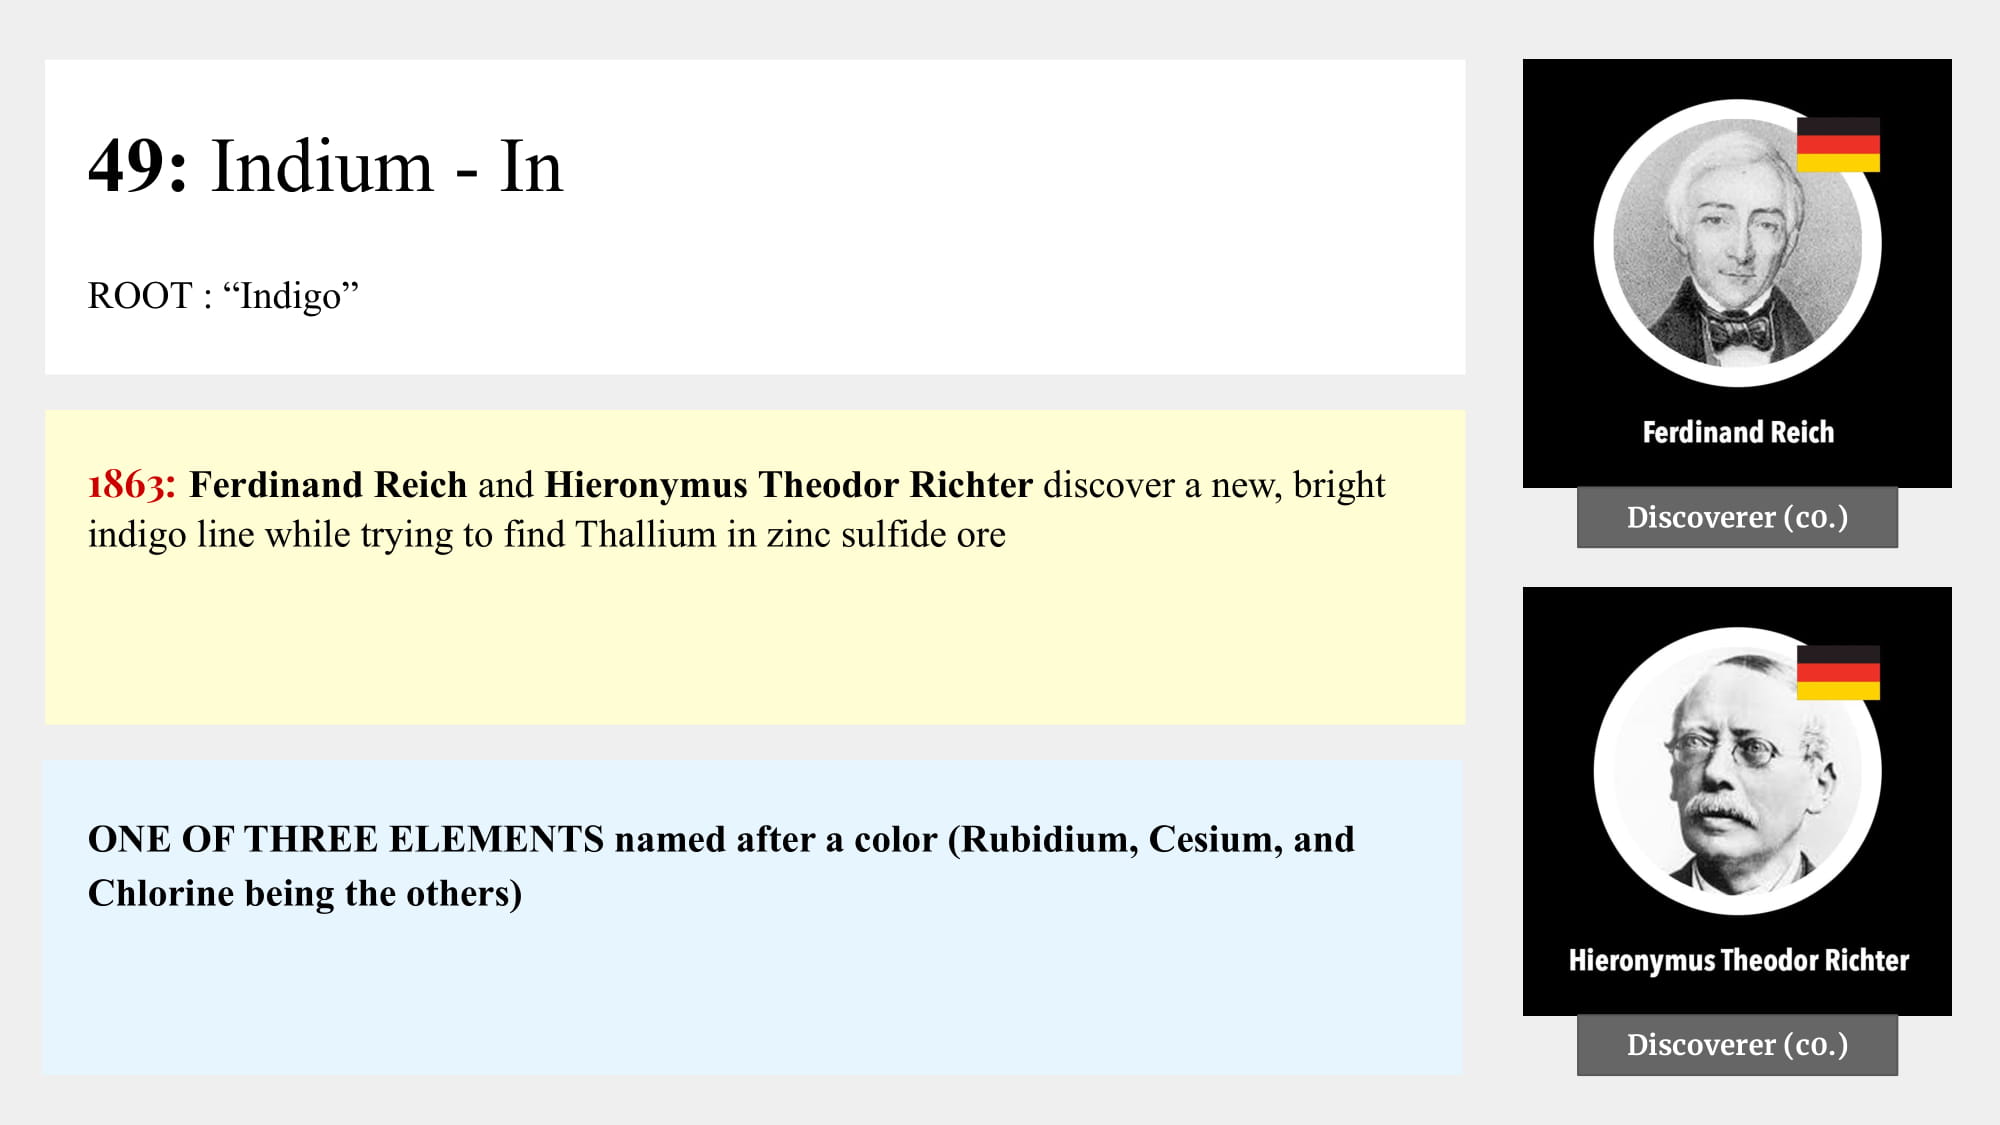 49: Indium - In
ROOT : “Indigo”
1863: Ferdinand Reich and Hieronymus Theodor Richter discover a new, bright
indigo line while trying to find Thallium in zinc sulfide ore
ONE OF THREE ELEMENTS named after a color (Rubidium, Cesium, and
Chlorine being the others)
Ferdinand Reich
Discoverer (co.)
Hieronymus Theodor Richter
Discoverer (co.)